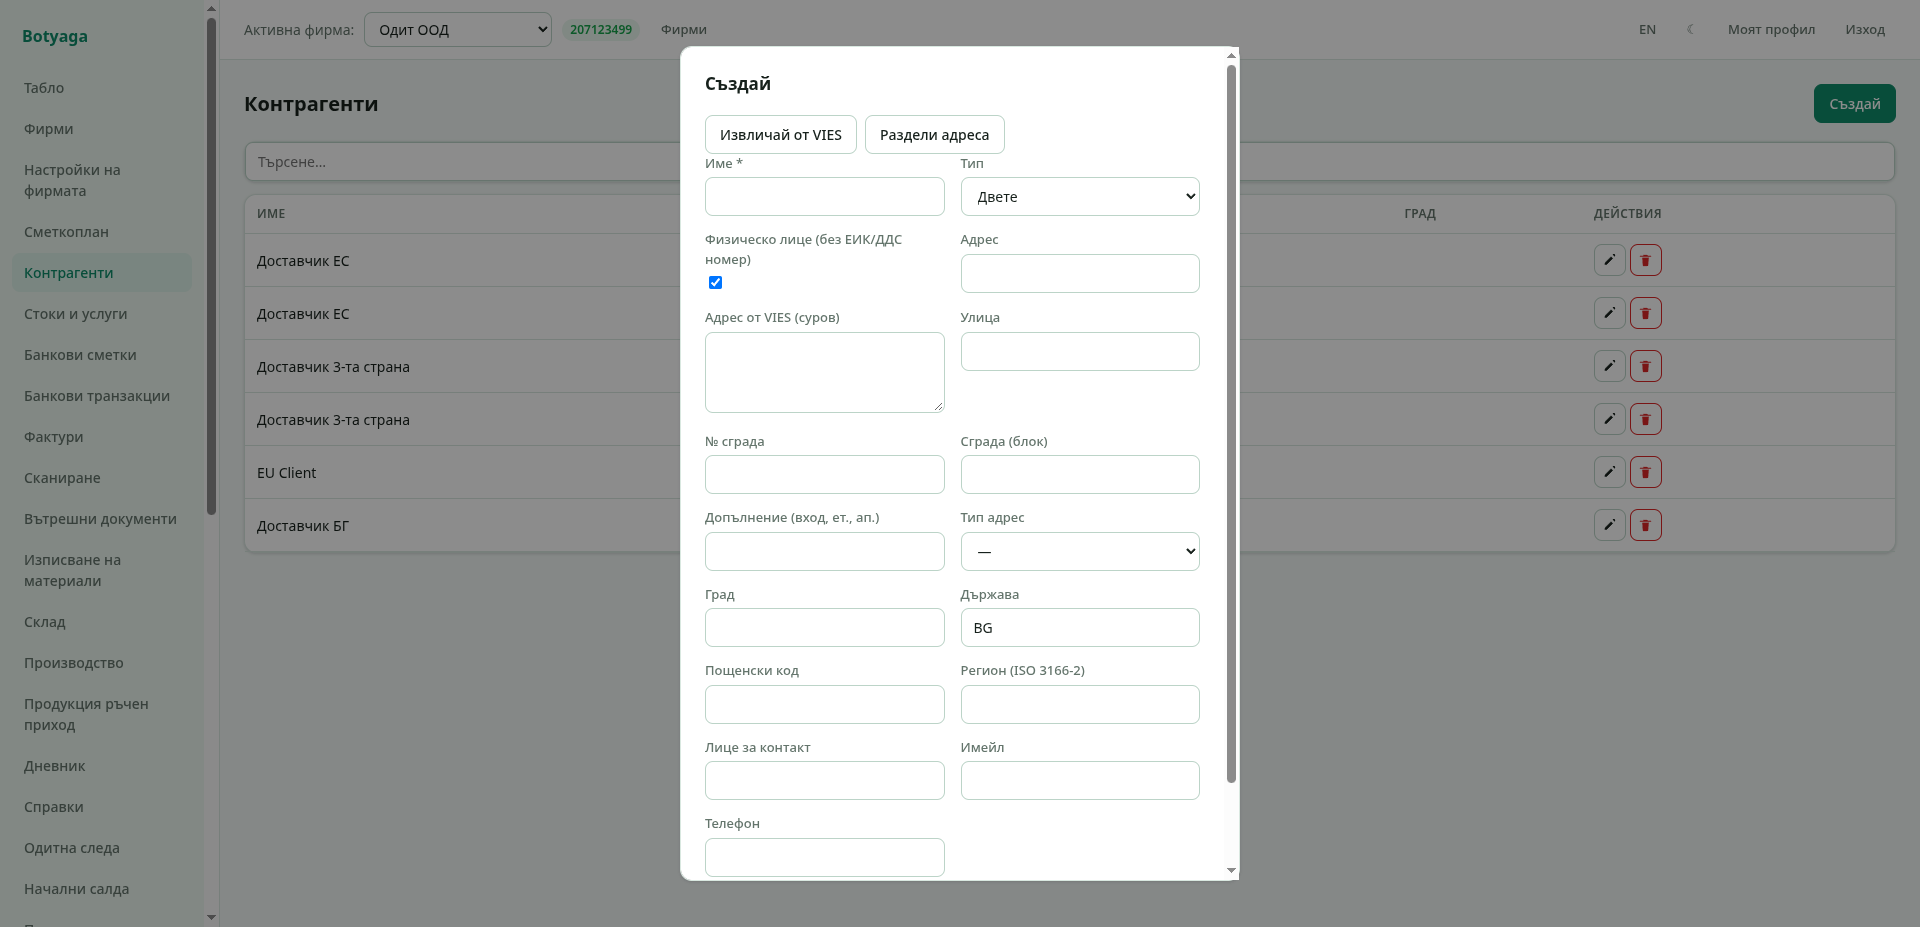 Botyaga
Активна фирма:
Одит ООД
207123499
Фирми
EN
Моят профил
Изход
Табло
Фирми
Настройки на
фирмата
Сметкоплан
Контрагенти
Стоки и услуги
Банкови сметки
Банкови транзакции
Фактури
Сканиране
Вътрешни документи
Изписване на
материали
Склад
Производство
Продукция ръчен
приход
Дневник
Справки
Одитна следа
Начални салда
Контрагенти
Създай
Търсене...
ИМЕ
ГРАД
ДЕЙСТВИЯ
Доставчик ЕС
Доставчик ЕС
Доставчик 3-та страна
Доставчик 3-та страна
EU Client
Доставчик БГ
Създай
Извличай от VIES
Раздели адреса
Име *
Тип
Двете
Физическо лице (без ЕИК/ДДС
номер)
Адрес
Адрес от VIES (суров)
Улица
№ сграда
Сграда (блок)
Допълнение (вход, ет., ап.)
Тип адрес
—
Град
Държава
BG
Пощенски код
Регион (ISO 3166-2)
Лице за контакт
Имейл
Телефон